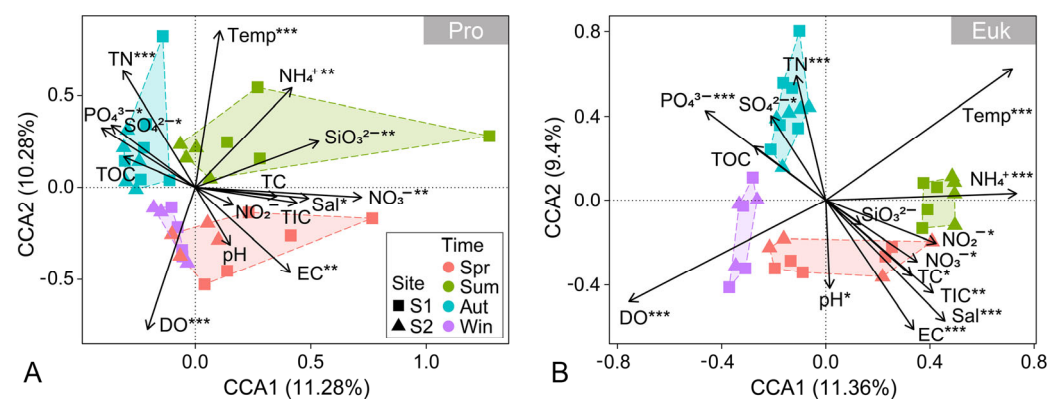 Pro
Temp***
TN***
NH₄⁺**
PO₄³⁻*
SO₄²⁻*
SiO₃²⁻**
TOC
TC
NO₃⁻**
Sal*
NO₂⁻
TIC
pH
EC**
DO***
Time
Site
Spr
Sum
S1
Aut
S2
Win
0.5
0.0
-0.5
0.0
0.5
1.0
CCA2 (10.28%)
CCA1 (11.28%)
A
Euk
TN***
PO₄³⁻***
SO₄²⁻*
Temp***
TOC
NH₄⁺***
SiO₃²⁻
NO₂⁻*
NO₃⁻*
TC*
pH*
TIC**
Sal***
DO***
EC***
0.8
0.4
0.0
-0.4
-0.8
-0.4
0.0
0.4
0.8
CCA2 (9.4%)
CCA1 (11.36%)
B